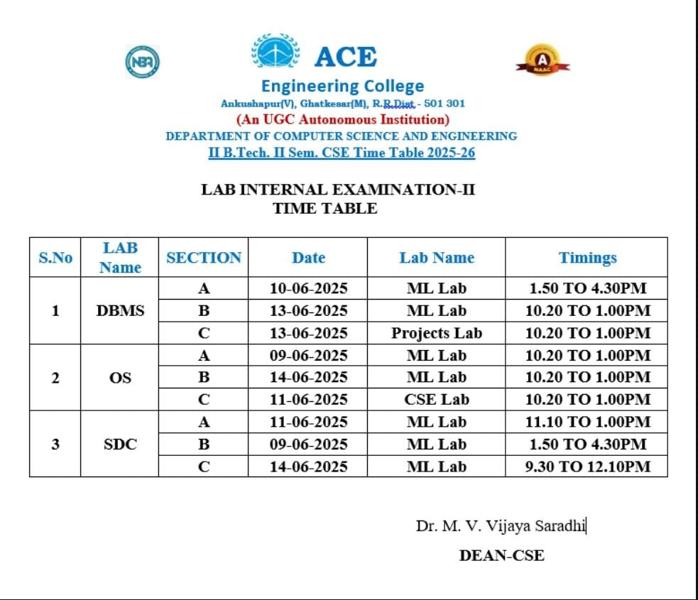 NBA
ACE
A
NAAC
Engineering College
Ankushapur(V), Ghatkesar(M), R.R.Dist - 501 301
(An UGC Autonomous Institution)
DEPARTMENT OF COMPUTER SCIENCE AND ENGINEERING
II B.Tech. II Sem. CSE Time Table 2025-26
LAB INTERNAL EXAMINATION-II
TIME TABLE
S.No LAB Name SECTION Date Lab Name Timings
1 DBMS A 10-06-2025 ML Lab 1.50 TO 4.30PM
B 13-06-2025 ML Lab 10.20 TO 1.00PM
C 13-06-2025 Projects Lab 10.20 TO 1.00PM
2 OS A 09-06-2025 ML Lab 10.20 TO 1.00PM
B 14-06-2025 ML Lab 10.20 TO 1.00PM
C 11-06-2025 CSE Lab 10.20 TO 1.00PM
3 SDC A 11-06-2025 ML Lab 11.10 TO 1.00PM
B 09-06-2025 ML Lab 1.50 TO 4.30PM
C 14-06-2025 ML Lab 9.30 TO 12.10PM
Dr. M. V. Vijaya Saradhi
DEAN-CSE